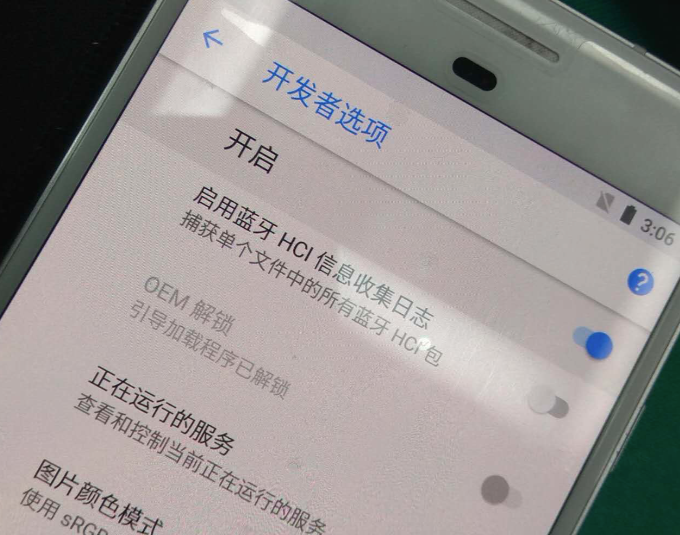 3:06
开发者选项
开启
启用蓝牙 HCI 信息收集日志
捕获单个文件中的所有蓝牙 HCI 包
OEM 解锁
引导加载程序已解锁
正在运行的服务
查看和控制当前正在运行的服务
图片颜色模式
使用 sRGB